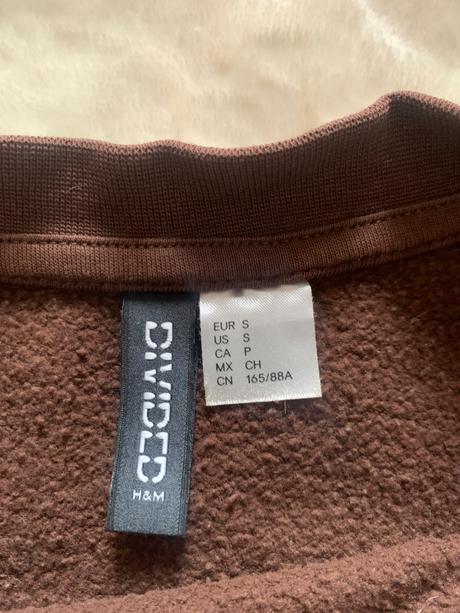 DIVIDED
H&M
EUR S
US S
CA P
MX CH
CN 165/88A